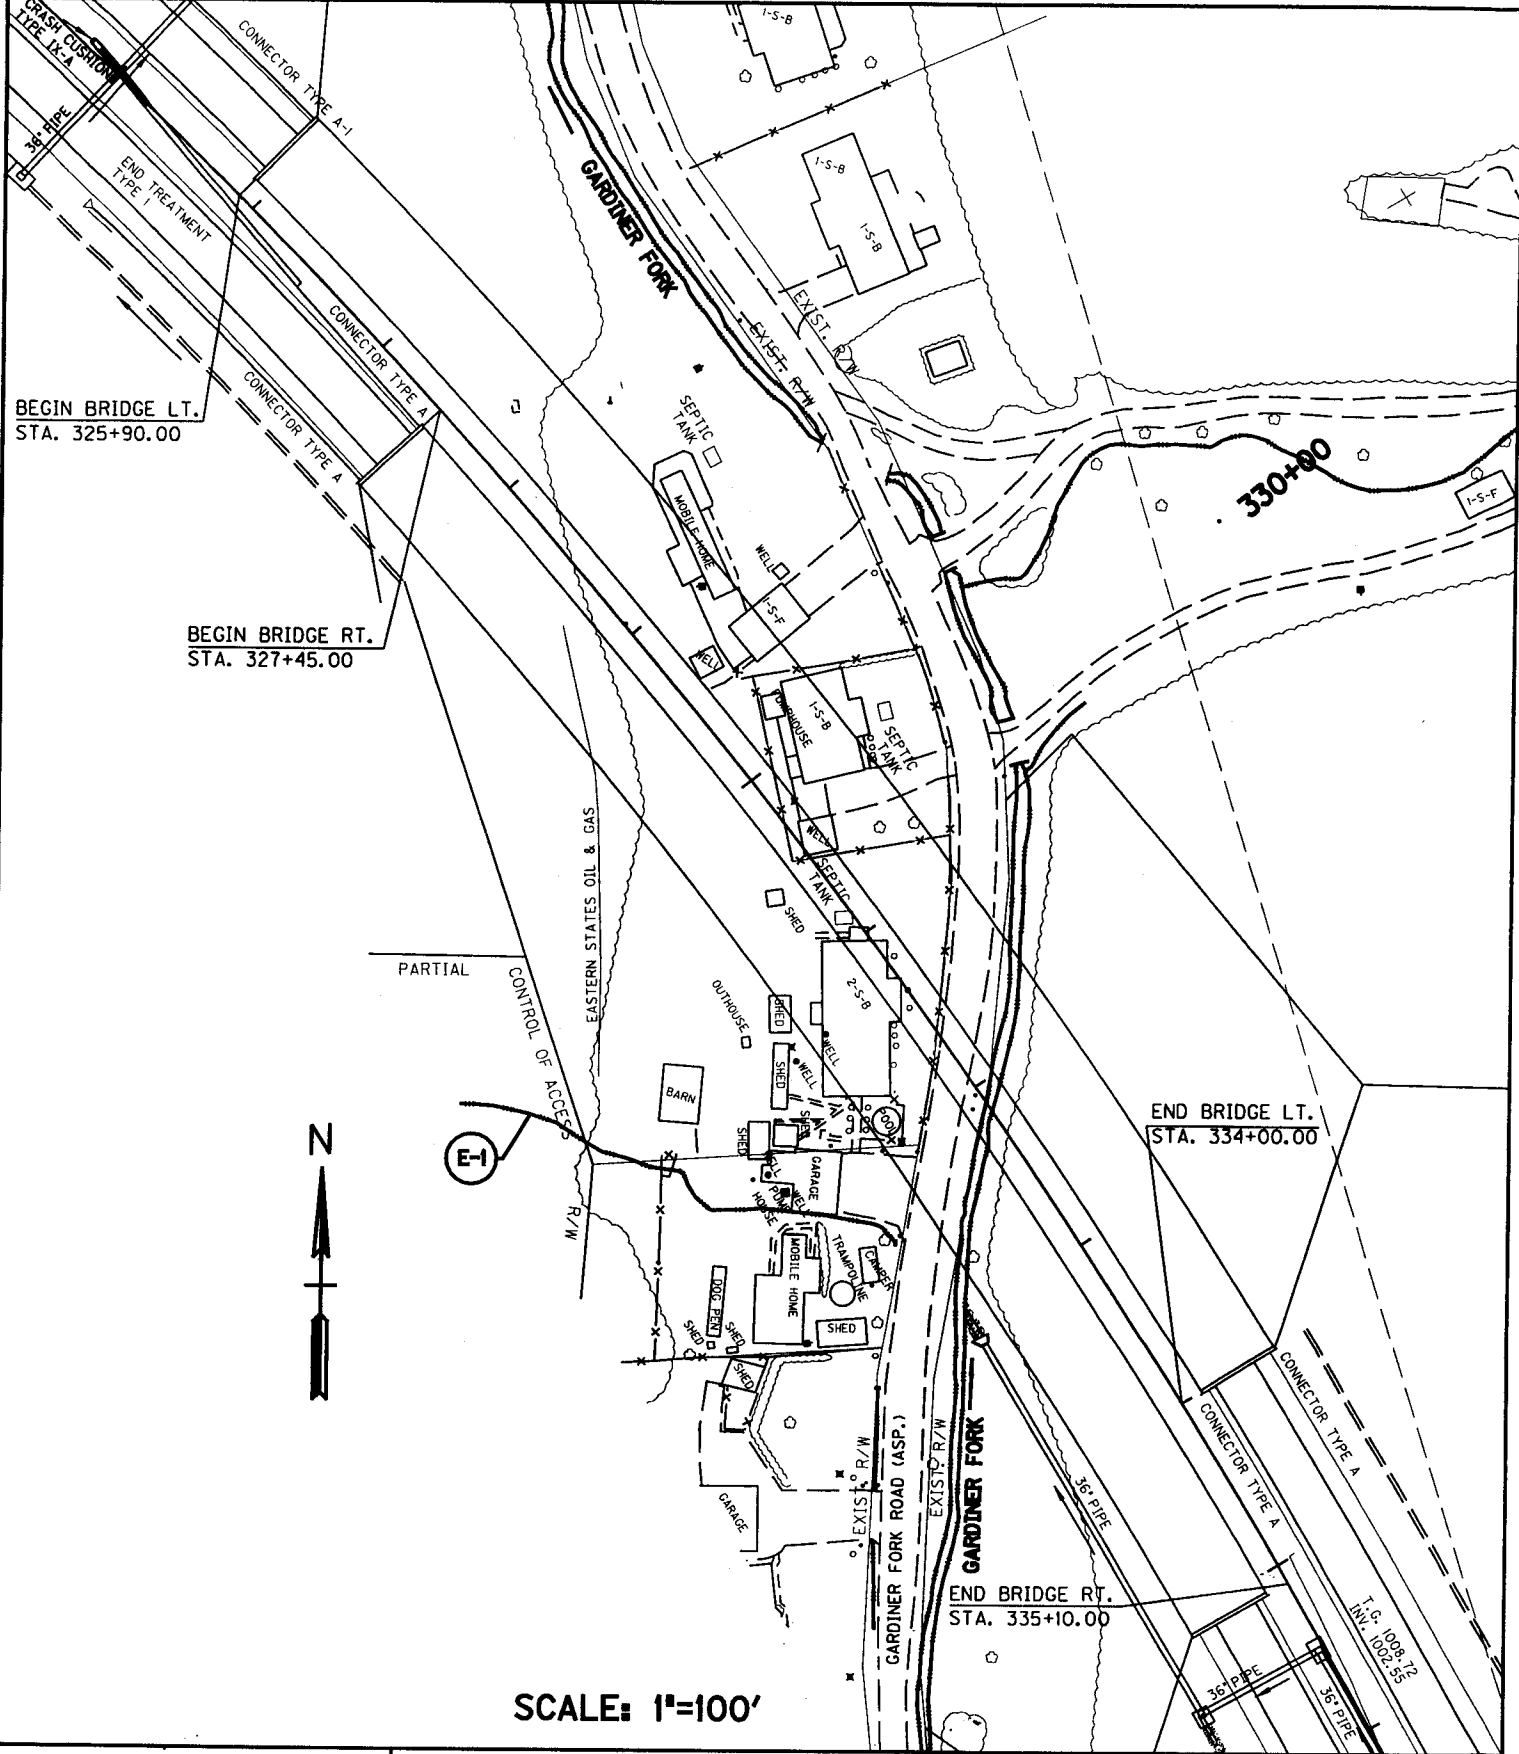 CRASH CUSHION
TYPE IX-A
CONNECTOR TYPE A-1
36" PIPE
END TREATMENT
TYPE I
1-S-B
1-S-B
1-S-B
GARDINER FORK
CONNECTOR TYPE A
EXIST. R/W
EXIST. R/W
CONNECTOR TYPE A
BEGIN BRIDGE LT.
STA. 325+90.00
SEPTIC
TANK
330+00
1-S-F
MOBILE HOME
WELL
1-S-F
BEGIN BRIDGE RT.
STA. 327+45.00
WELL
PUMPHOUSE
1-S-B
SEPTIC
TANK
EASTERN STATES OIL & GAS
WELL
SEPTIC
TANK
SHED
PARTIAL
CONTROL OF ACCESS
R/W
OUTHOUSE
SHED
2-S-B
WELL
WELL
SHED
BARN
SHED
POOL
SHED
END BRIDGE LT.
STA. 334+00.00
N
E-1
GARAGE
WELL
PUMP
HOUSE
WELL
MOBILE HOME
TRAMPOLINE
CAMPER
DOG PEN
SHED
SHED
SHED
SHED
CONNECTOR TYPE A
CONNECTOR TYPE A
GARDINER FORK
EXIST. R/W
EXIST. R/W
GARDINER FORK ROAD (ASP.)
36" PIPE
GARAGE
END BRIDGE RT.
STA. 335+10.00
T.G. 1008.72
INV. 1002.55
36" PIPE
36" PIPE
SCALE: 1"=100'